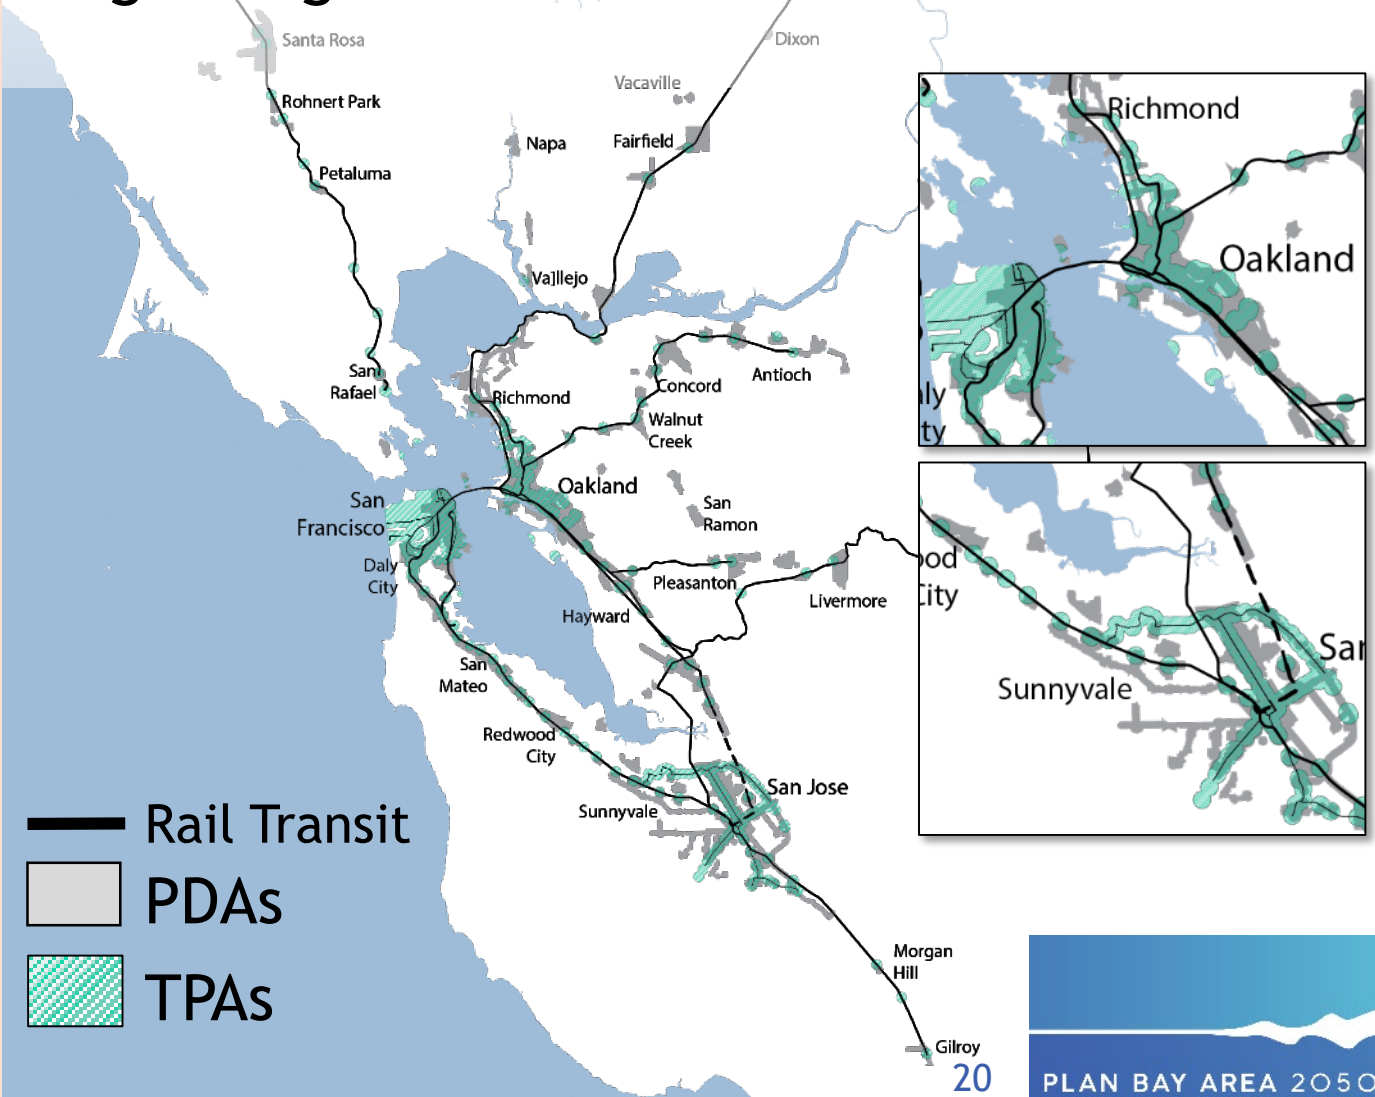 Santa Rosa
Dixon
Vacaville
Rohnert Park
Napa
Fairfield
Petaluma
Vallejo
San
Rafael
Richmond
Concord
Antioch
Walnut
Creek
Oakland
San
Francisco
San
Ramon
Daly
City
Pleasanton
Livermore
Hayward
San
Mateo
Redwood
City
San Jose
Sunnyvale
Morgan
Hill
Gilroy
Richmond
Oakland
aly
ty
ood
City
Sunnyvale
Sar
Rail Transit
PDAs
TPAs
20
PLAN BAY AREA 2050